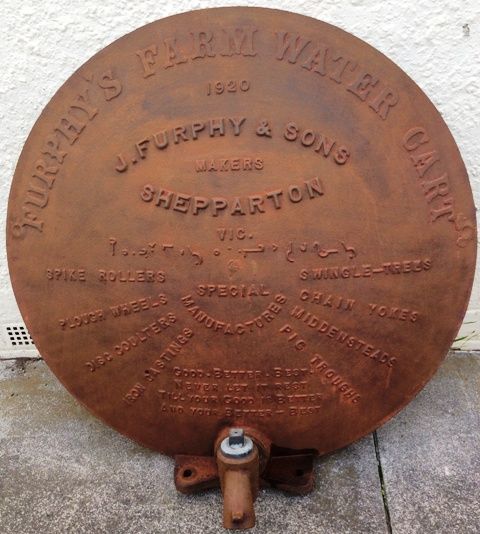 FURPHY'S FARM WATER CART
1920
J. FURPHY & SONS
MAKERS
SHEPPARTON
VIC.
SPIKE ROLLERS
PLOUGH WHEELS
DISC COULTERS
IRON CASTINGS
SPECIAL
MANUFACTURES
SWINGLE-TREES
CHAIN YOKES
MIDDENSTEADS
PIG TROUGHS
GOOD-BETTER-BEST
NEVER LET IT REST
TILL YOUR GOOD IS BETTER
AND YOUR BETTER-BEST